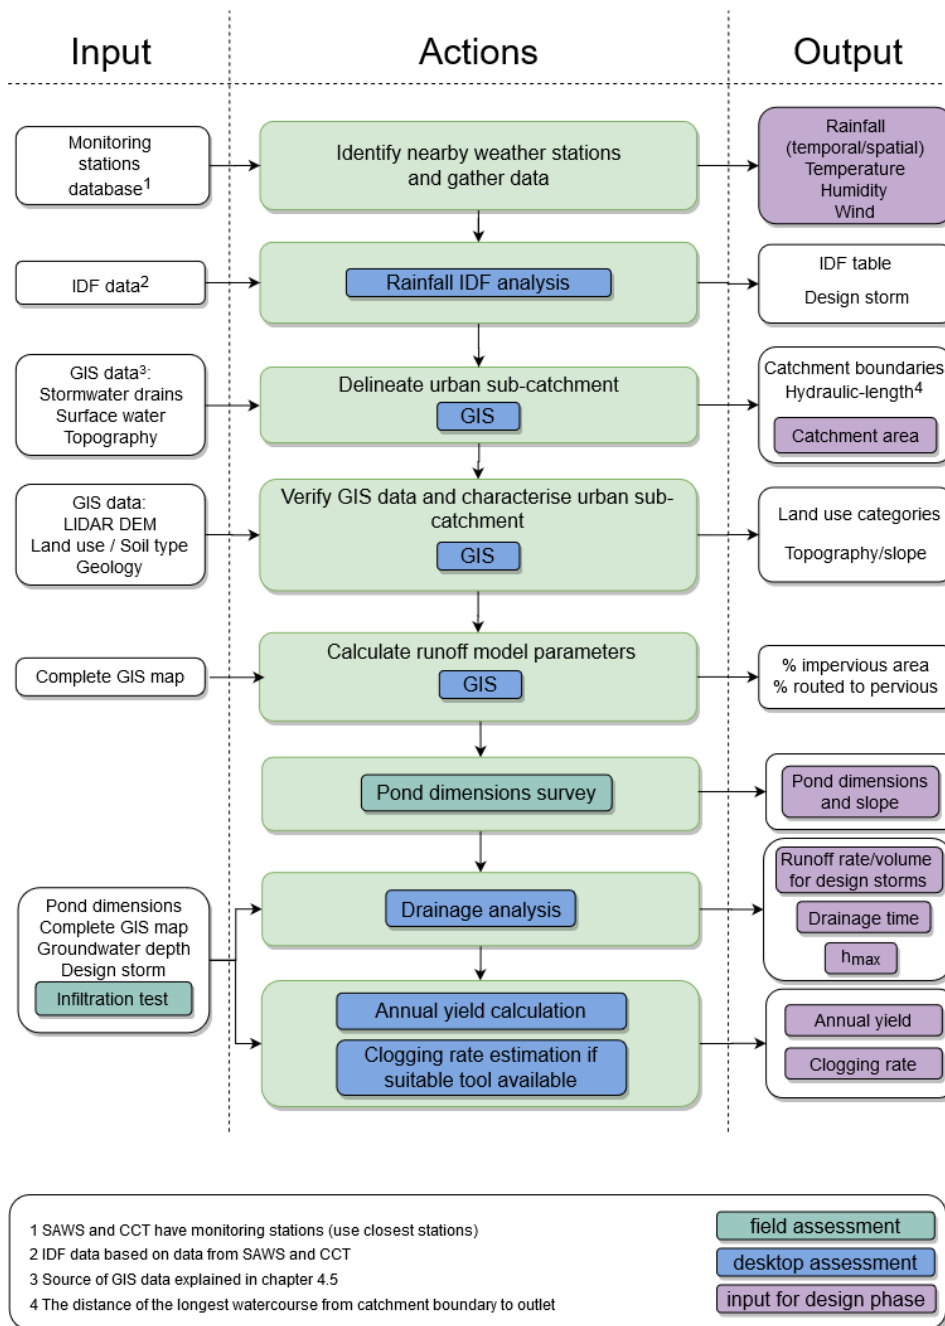 Input
Actions
Output
Monitoring
stations
database1
Identify nearby weather stations
and gather data
Rainfall
(temporal/spatial)
Temperature
Humidity
Wind
IDF data2
Rainfall IDF analysis
IDF table
Design storm
GIS data3:
Stormwater drains
Surface water
Topography
Delineate urban sub-catchment
GIS
Catchment boundaries
Hydraulic-length4
Catchment area
GIS data:
LIDAR DEM
Land use / Soil type
Geology
Verify GIS data and characterise urban sub-
catchment
GIS
Land use categories
Topography/slope
Complete GIS map
Calculate runoff model parameters
GIS
% impervious area
% routed to pervious
Pond dimensions survey
Pond dimensions
and slope
Pond dimensions
Complete GIS map
Groundwater depth
Design storm
Infiltration test
Drainage analysis
Runoff rate/volume
for design storms
Drainage time
hmax
Annual yield calculation
Clogging rate estimation if
suitable tool available
Annual yield
Clogging rate
1 SAWS and CCT have monitoring stations (use closest stations)
2 IDF data based on data from SAWS and CCT
3 Source of GIS data explained in chapter 4.5
4 The distance of the longest watercourse from catchment boundary to outlet
field assessment
desktop assessment
input for design phase